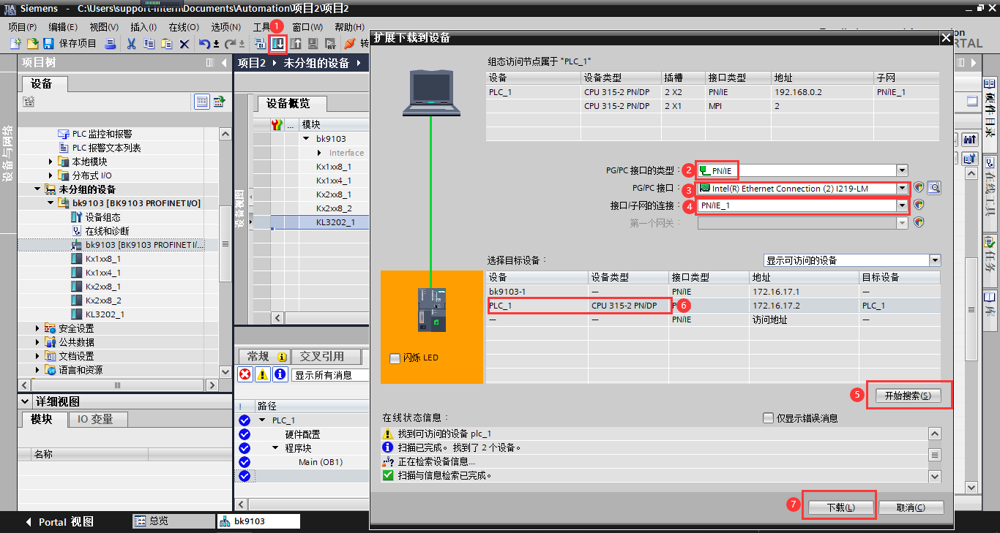 Siemens - C:\Users\support-intern\Documents\Automation\项目2\项目2
项目(P) 编辑(E) 视图(V) 插入(I) 在线(O) 选项(N) 工具 窗口(W) 帮助(H)
1
保存项目 转
PORTAL
项目树
设备
设备与网络
PLC 监控和报警
PLC 报警文本列表
本地模块
分布式 I/O
未分组的设备
bk9103 [BK9103 PROFINET I/O]
设备组态
在线和诊断
bk9103 [BK9103 PROFINET I/...
Kx1xx8_1
Kx1xx4_1
Kx2xx8_1
Kx2xx8_2
KL3202_1
安全设置
公共数据
文档设置
语言和资源
详细视图
模块 IO 变量
名称
项目2 未分组的设备
设备概览
设备视图
... 模块
bk9103
Interface
Kx1xx8_1
Kx1xx4_1
Kx2xx8_1
Kx2xx8_2
KL3202_1
常规 交叉引用
显示所有消息
! 路径
PLC_1
硬件配置
程序块
Main (OB1)
扩展下载到设备
组态访问节点属于 "PLC_1"
设备 设备类型 插槽 接口类型 地址 子网
PLC_1 CPU 315-2 PN/DP 2 X2 PN/IE 192.168.0.2 PN/IE_1
CPU 315-2 PN/DP 2 X1 MPI 2
PG/PC 接口的类型： 2 PN/IE
PG/PC 接口： 3 Intel(R) Ethernet Connection (2) I219-LM
接口/子网的连接： 4 PN/IE_1
第一个网关：
选择目标设备： 显示可访问的设备
设备 设备类型 接口类型 地址 目标设备
bk9103-1 — PN/IE 172.16.17.1 —
PLC_1 CPU 315-2 PN/DP 6 172.16.17.2 PLC_1
— — PN/IE 访问地址 —
闪烁 LED
5 开始搜索(S)
在线状态信息： 仅显示错误消息
找到可访问的设备 plc_1
扫描已完成。 找到了 2 个设备。
正在检索设备信息...
扫描与信息检索已完成。
7 下载(L) 取消(C)
硬件目录
在线工具
任务
库
Portal 视图 总览 bk9103